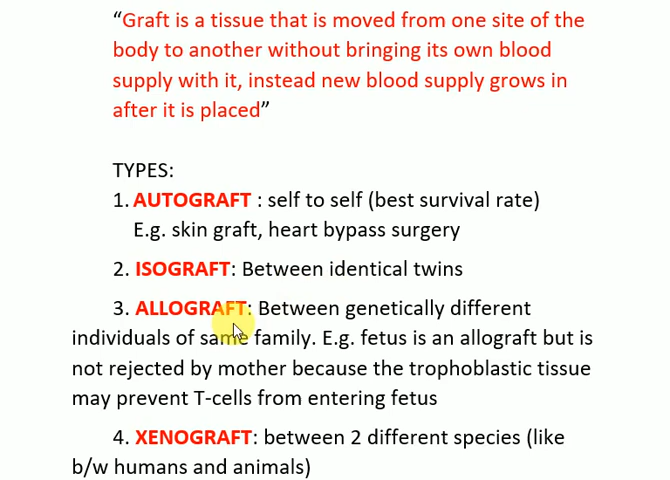 “Graft is a tissue that is moved from one site of the
body to another without bringing its own blood
supply with it, instead new blood supply grows in
after it is placed”
TYPES:
1. AUTOGRAFT : self to self (best survival rate)
E.g. skin graft, heart bypass surgery
2. ISOGRAFT: Between identical twins
3. ALLOGRAFT: Between genetically different
individuals of same family. E.g. fetus is an allograft but is
not rejected by mother because the trophoblastic tissue
may prevent T-cells from entering fetus
4. XENOGRAFT: between 2 different species (like
b/w humans and animals)